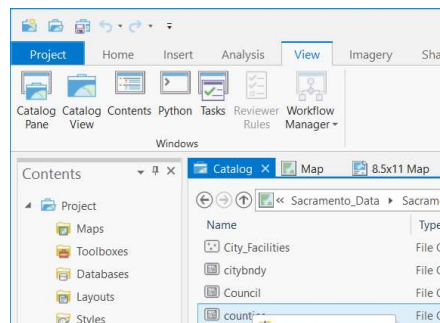 Project Home Insert Analysis View Imagery Sha
Catalog Pane Catalog View Contents Python Tasks Reviewer Rules Workflow Manager
Windows
Contents
Catalog Map 8.5x11 Map
Project
Sacramento_Data Sacram
Maps
Name Type
Toolboxes
City_Facilities File
Databases
citybndy File
Layouts
Council File
Styles
counties File